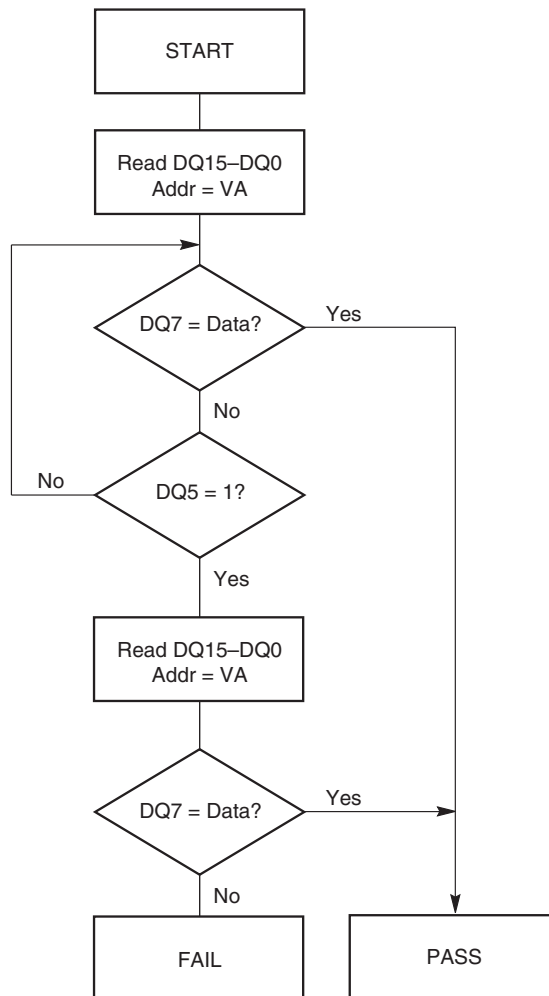 START
Read DQ15–DQ0
Addr = VA
DQ7 = Data?
Yes
No
No
DQ5 = 1?
Yes
Read DQ15–DQ0
Addr = VA
DQ7 = Data?
Yes
No
FAIL
PASS